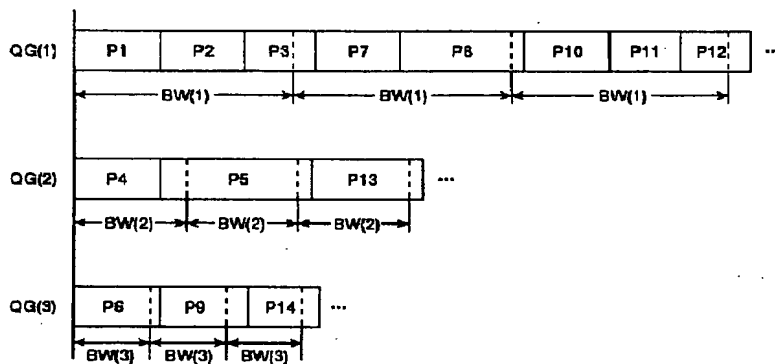 QG(1) P1 P2 P3 P7 P8 P10 P11 P12 ...
BW(1) BW(1) BW(1)
QG(2) P4 P5 P13 ...
BW(2) BW(2) BW(2)
QG(3) P6 P9 P14 ...
BW(3) BW(3) BW(3)